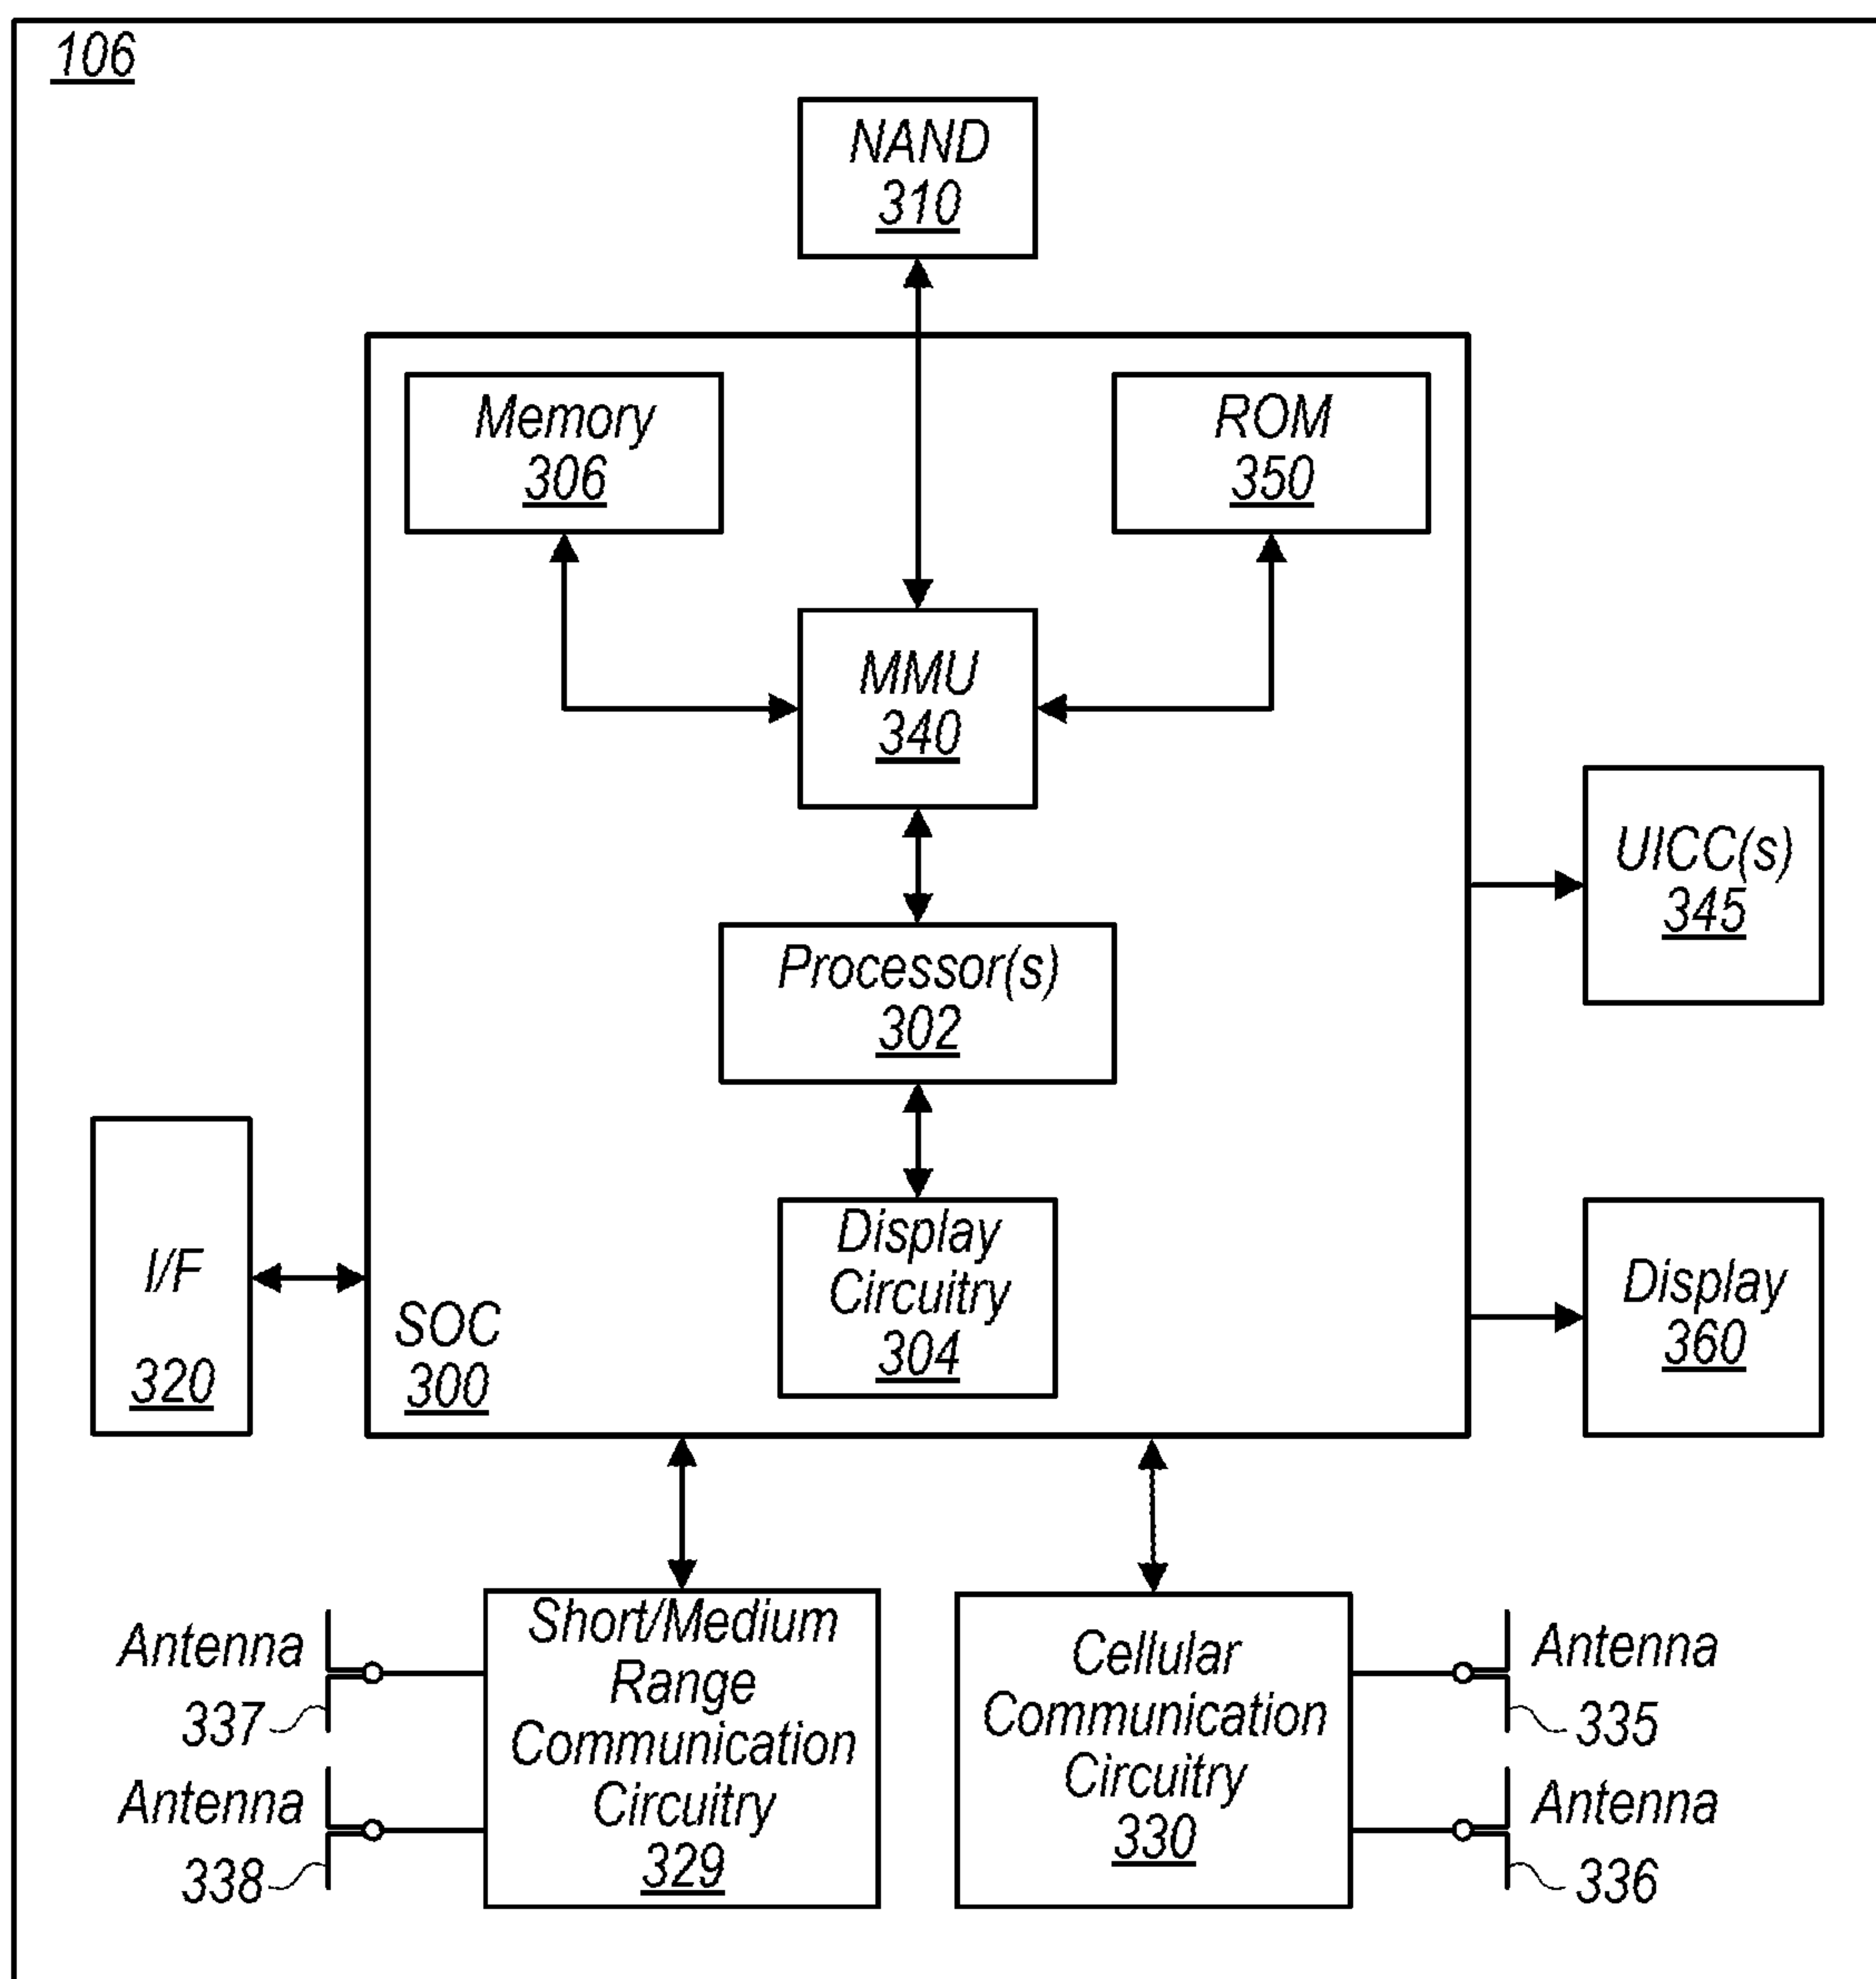 106
NAND
310
Memory
306
ROM
350
MMU
340
UICC(s)
345
Processor(s)
302
I/F
320
Display
Circuitry
304
SOC
300
Display
360
Antenna
337
Antenna
338
Short/Medium
Range
Communication
Circuitry
329
Cellular
Communication
Circuitry
330
Antenna
335
Antenna
336